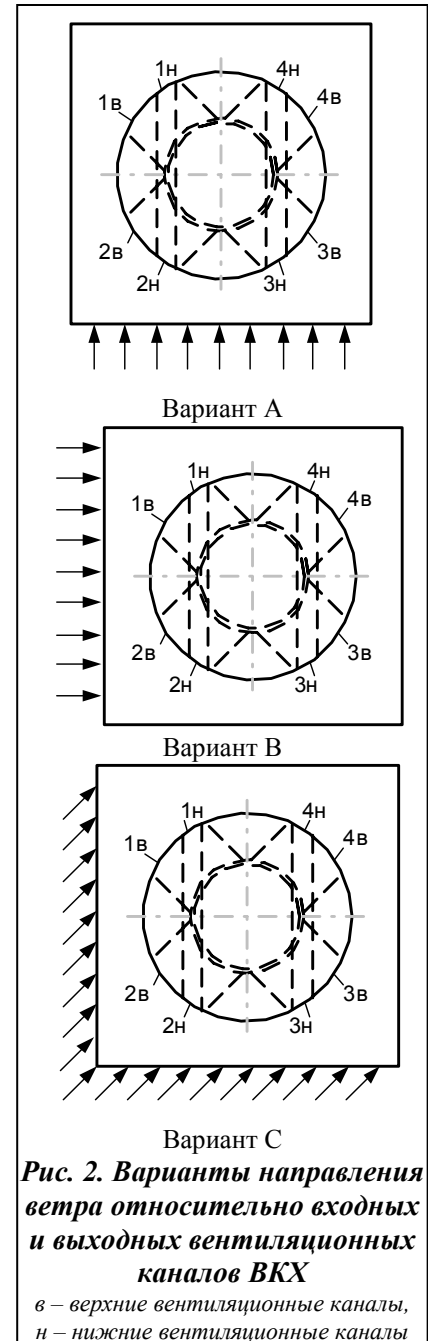 1н 4н
1в 4в
2в 3в
2н 3н
Вариант А
1н 4н
1в 4в
2в 3в
2н 3н
Вариант В
1н 4н
1в 4в
2в 3в
2н 3н
Вариант С
Рис. 2. Варианты направления
ветра относительно входных
и выходных вентиляционных
каналов ВКХ
в – верхние вентиляционные каналы,
н – нижние вентиляционные каналы